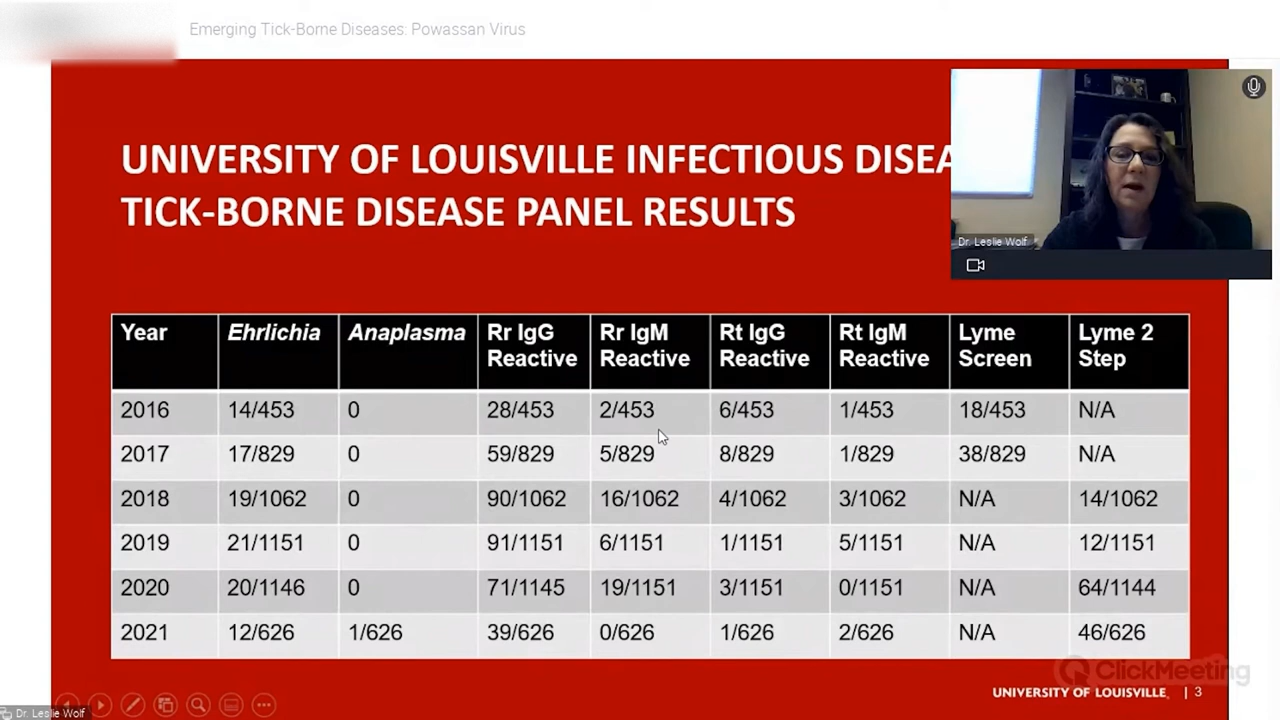 Emerging Tick-Borne Diseases: Powassan Virus
UNIVERSITY OF LOUISVILLE INFECTIOUS DISEA
TICK-BORNE DISEASE PANEL RESULTS
Dr. Leslie Wolf
Year Ehrlichia Anaplasma Rr IgG Reactive Rr IgM Reactive Rt IgG Reactive Rt IgM Reactive Lyme Screen Lyme 2 Step
2016 14/453 0 28/453 2/453 6/453 1/453 18/453 N/A
2017 17/829 0 59/829 5/829 8/829 1/829 38/829 N/A
2018 19/1062 0 90/1062 16/1062 4/1062 3/1062 N/A 14/1062
2019 21/1151 0 91/1151 6/1151 1/1151 5/1151 N/A 12/1151
2020 20/1146 0 71/1145 19/1151 3/1151 0/1151 N/A 64/1144
2021 12/626 1/626 39/626 0/626 1/626 2/626 N/A 46/626
ClickMeeting
UNIVERSITY OF LOUISVILLE | 3
Dr. Leslie Wolf